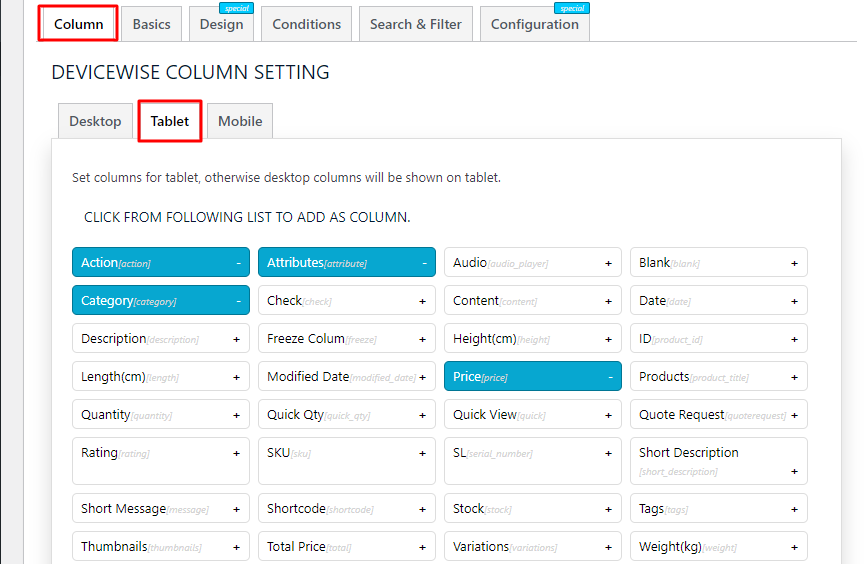 special special
Column Basics Design Conditions Search & Filter Configuration
DEVICEWISE COLUMN SETTING
Desktop Tablet Mobile
Set columns for tablet, otherwise desktop columns will be shown on tablet.
CLICK FROM FOLLOWING LIST TO ADD AS COLUMN.
Action[action] - Attributes[attribute] - Audio[audio_player] + Blank[blank] +
Category[category] - Check[check] + Content[content] + Date[date] +
Description[description] + Freeze Colum[freeze] + Height(cm)[height] + ID[product_id] +
Length(cm)[length] + Modified Date[modified_date] + Price[price] - Products[product_title] +
Quantity[quantity] + Quick Qty[quick_qty] + Quick View[quick] + Quote Request[quoterequest] +
Rating[rating] + SKU[sku] + SL[serial_number] + Short Description
[short_description] +
Short Message[message] + Shortcode[shortcode] + Stock[stock] + Tags[tags] +
Thumbnails[thumbnails] + Total Price[total] + Variations[variations] + Weight(kg)[weight] +